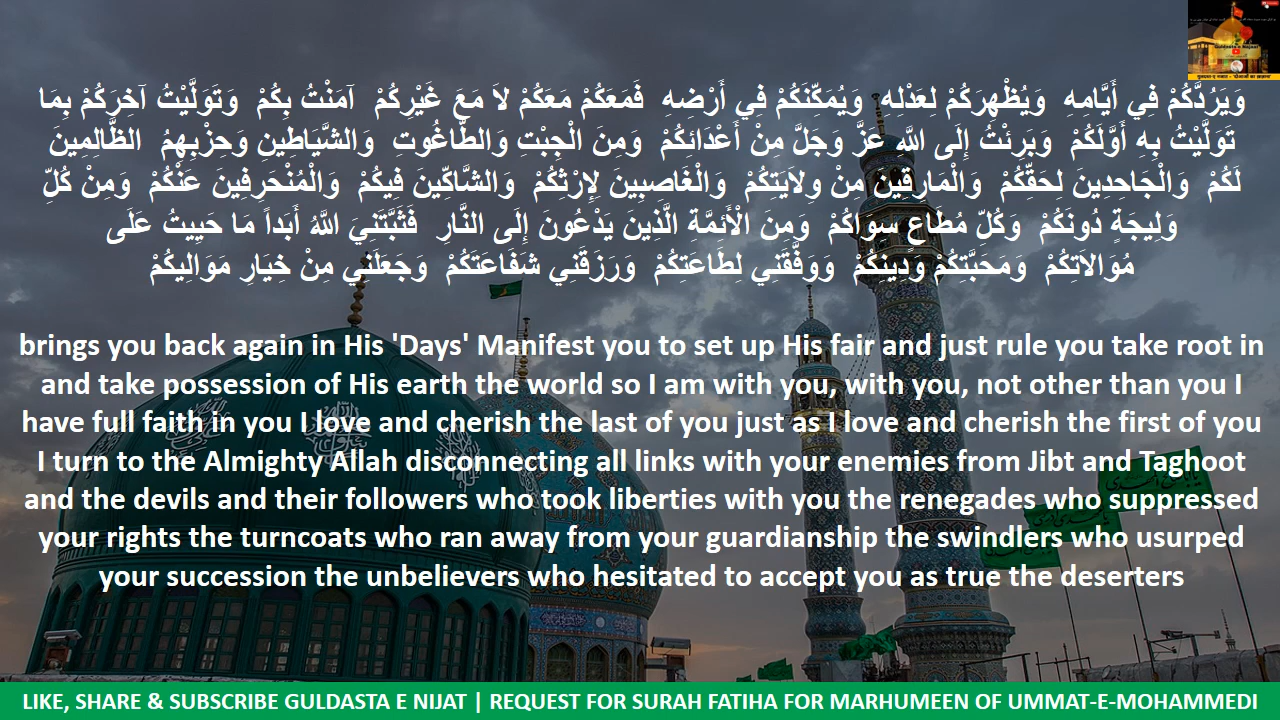 وَيَرُدَّكُمْ فِي أَيَّامِهِ وَيُظْهِرَكُمْ لِعَدْلِهِ وَيُمَكِّنَكُمْ فِي أَرْضِهِ فَمَعَكُمْ مَعَكُمْ لاَ مَعَ غَيْرِكُمْ آمَنْتُ بِكُمْ وَتَوَلَّيْتُ آخِرَكُمْ بِمَا
تَوَلَّيْتُ بِهِ أَوَّلَكُمْ وَبَرِئْتُ إِلَى اللَّهِ عَزَّ وَجَلَّ مِنْ أَعْدَائِكُمْ وَمِنَ الْجِبْتِ وَالطَّاغُوتِ وَالشَّيَاطِينِ وَحِزْبِهِمُ الظَّالِمِينَ
لَكُمْ وَالْجَاحِدِينَ لِحَقِّكُمْ وَالْمَارِقِينَ مِنْ وِلاَيَتِكُمْ وَالْغَاصِبِينَ لِإِرْثِكُمْ وَالشَّاكِّينَ فِيكُمْ وَالْمُنْحَرِفِينَ عَنْكُمْ وَمِنْ كُلِّ
وَلِيجَةٍ دُونَكُمْ وَكُلِّ مُطَاعٍ سِوَاكُمْ وَمِنَ الْأَئِمَّةِ الَّذِينَ يَدْعُونَ إِلَى النَّارِ فَثَبَّتَنِيَ اللَّهُ أَبَداً مَا حَيِيتُ عَلَى
مُوَالاَتِكُمْ وَمَحَبَّتِكُمْ وَدِينِكُمْ وَوَفَّقَنِي لِطَاعَتِكُمْ وَرَزَقَنِي شَفَاعَتَكُمْ وَجَعَلَنِي مِنْ خِيَارِ مَوَالِيكُمْ
brings you back again in His 'Days' Manifest you to set up His fair and just rule you take root in
and take possession of His earth the world so I am with you, with you, not other than you I
have full faith in you I love and cherish the last of you just as I love and cherish the first of you
I turn to the Almighty Allah disconnecting all links with your enemies from Jibt and Taghoot
and the devils and their followers who took liberties with you the renegades who suppressed
your rights the turncoats who ran away from your guardianship the swindlers who usurped
your succession the unbelievers who hesitated to accept you as true the deserters
LIKE, SHARE & SUBSCRIBE GULDASTA E NIJAT | REQUEST FOR SURAH FATIHA FOR MARHUMEEN OF UMMAT-E-MOHAMMEDI